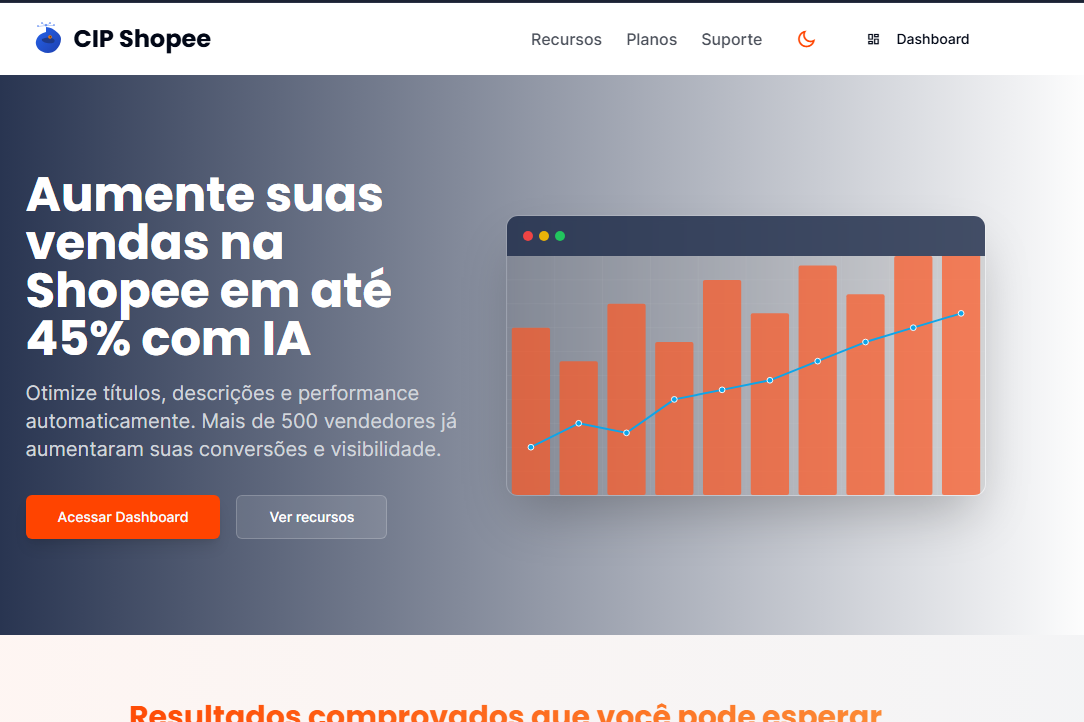 CIP Shopee
Recursos
Planos
Suporte
Dashboard
Aumente suas
vendas na
Shopee em até
45% com IA
Otimize títulos, descrições e performance
automaticamente. Mais de 500 vendedores já
aumentaram suas conversões e visibilidade.
Acessar Dashboard
Ver recursos
Resultados comprovados que você pode esperar